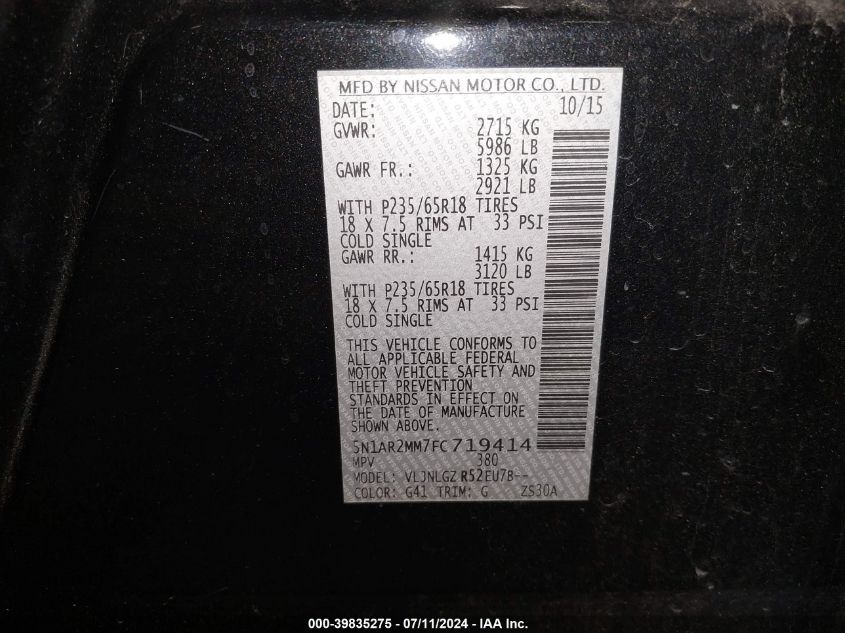 MFD BY NISSAN MOTOR CO., LTD.
DATE: 10/15
GVWR: 2715 KG
5986 LB
GAWR FR.: 1325 KG
2921 LB
WITH P235/65R18 TIRES
18 X 7.5 RIMS AT 33 PSI
COLD SINGLE
GAWR RR.: 1415 KG
3120 LB
WITH P235/65R18 TIRES
18 X 7.5 RIMS AT 33 PSI
COLD SINGLE
THIS VEHICLE CONFORMS TO
ALL APPLICABLE FEDERAL
MOTOR VEHICLE SAFETY AND
THEFT PREVENTION
STANDARDS IN EFFECT ON
THE DATE OF MANUFACTURE
SHOWN ABOVE.
5N1AR2MM7FC719414
MPV 380
MODEL: VLJNLGZ R52EU7B--
COLOR: G41 TRIM: G ZS30A
000-39835275 - 07/11/2024 - IAA Inc.